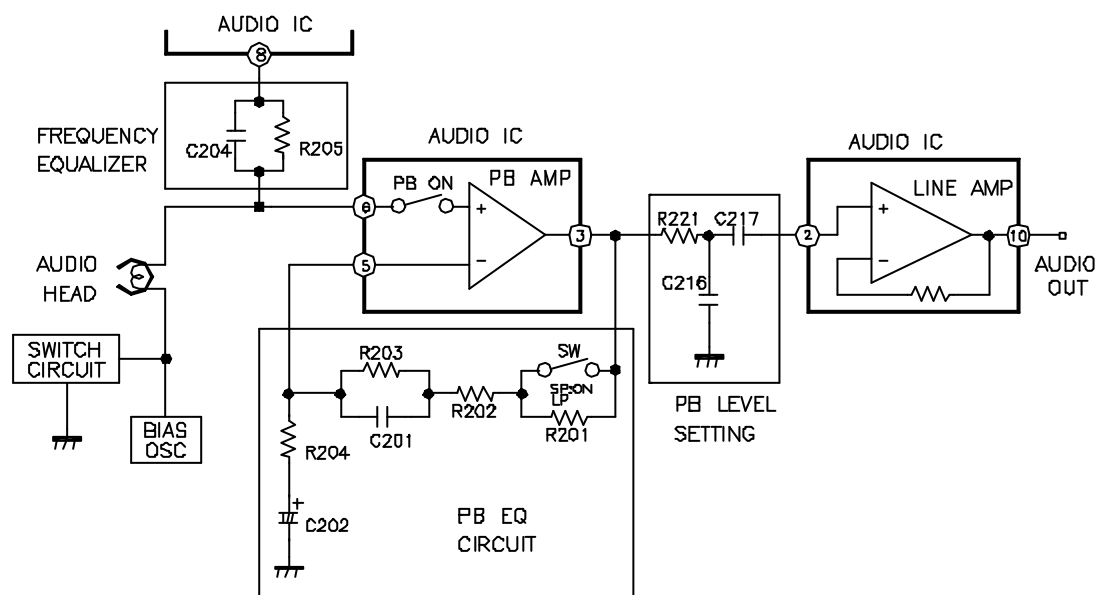 AUDIO IC
8
FREQUENCY
EQUALIZER
C204
R205
AUDIO IC
PB ON
PB AMP
6
+
5
−
3
AUDIO
HEAD
SWITCH
CIRCUIT
BIAS
OSC
R203
C201
R202
SW
SP:ON
LP
R201
R204
+
C202
PB EQ
CIRCUIT
R221
C217
C216
PB LEVEL
SETTING
AUDIO IC
LINE AMP
2
+
−
10
AUDIO
OUT